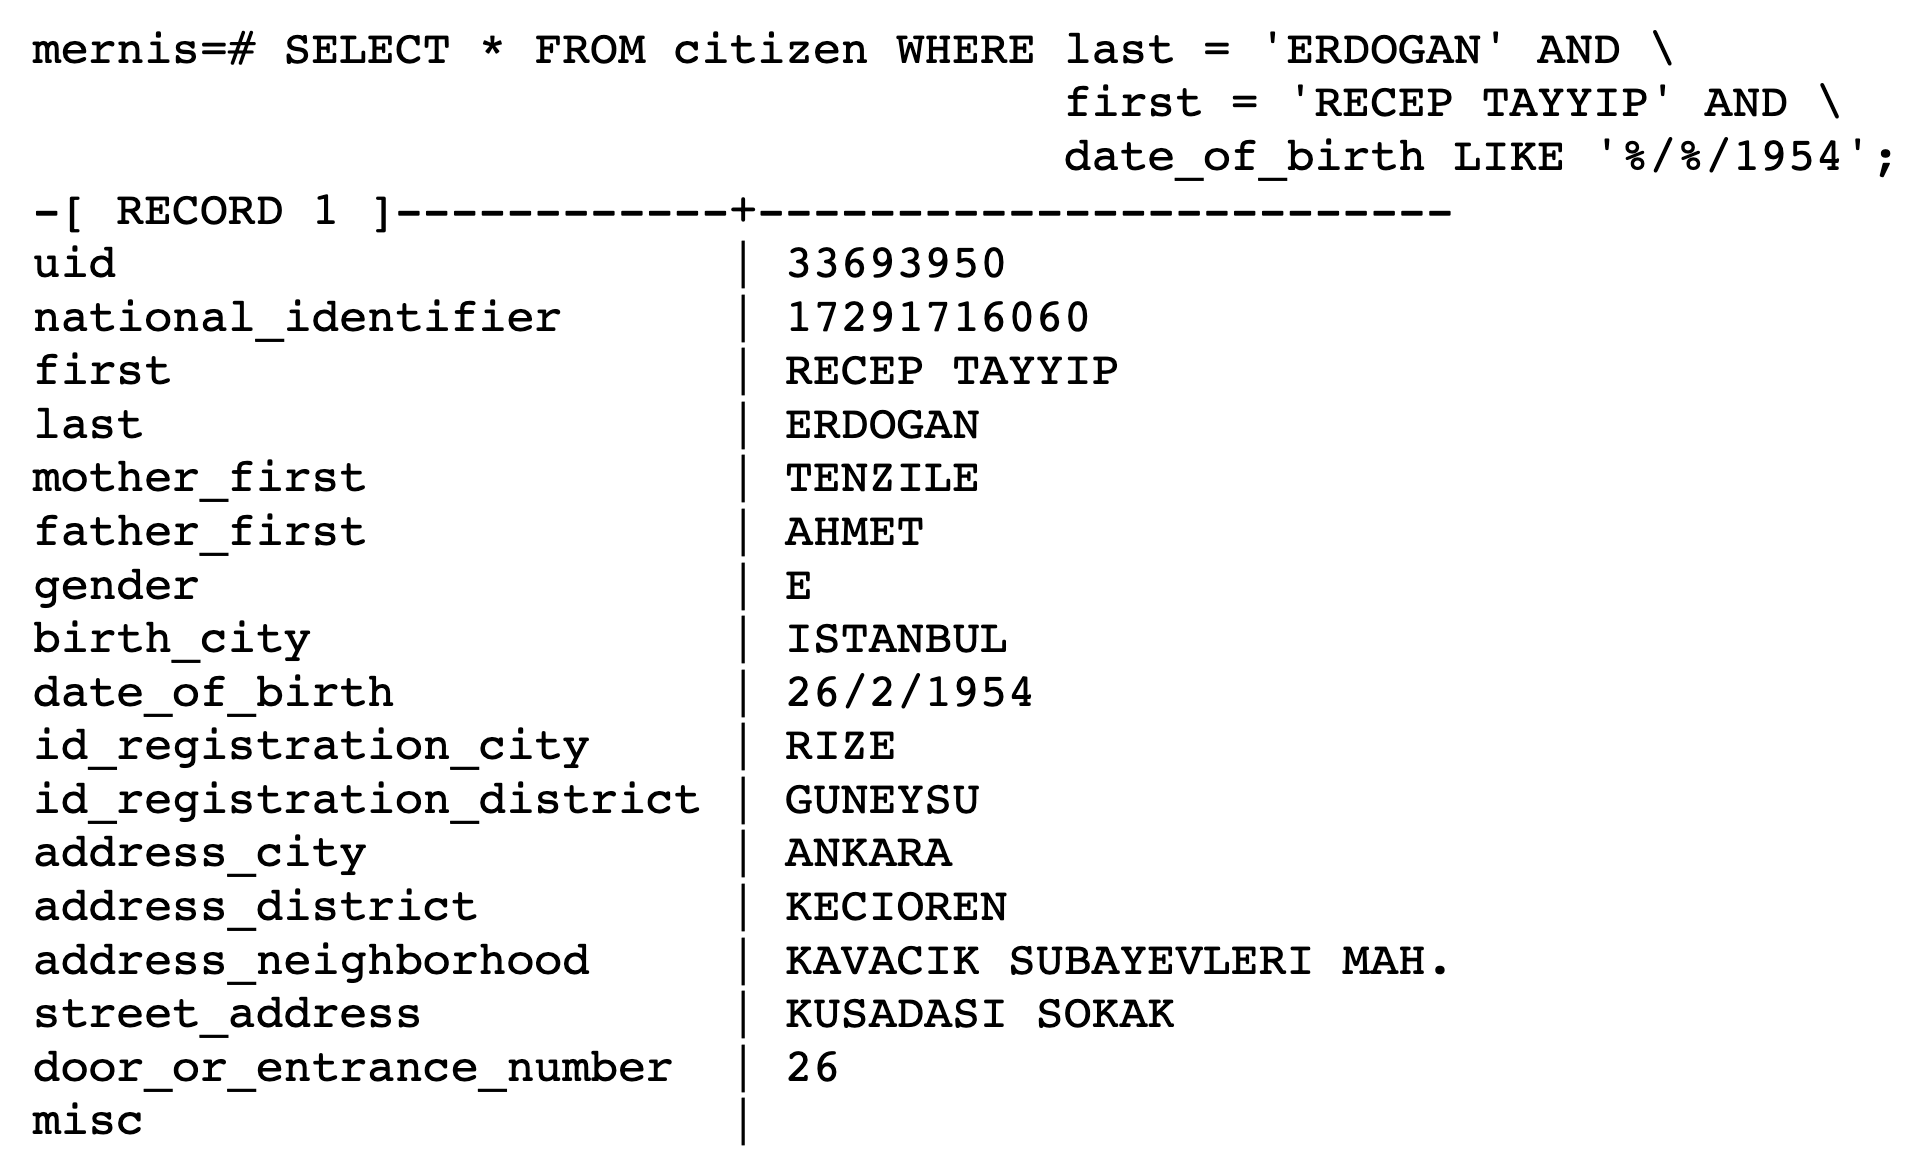 mernis=# SELECT * FROM citizen WHERE last = 'ERDOGAN' AND \
first = 'RECEP TAYYIP' AND \
date_of_birth LIKE '%/%/1954';
-[ RECORD 1 ]------------+-------------------------
uid | 33693950
national_identifier | 17291716060
first | RECEP TAYYIP
last | ERDOGAN
mother_first | TENZILE
father_first | AHMET
gender | E
birth_city | ISTANBUL
date_of_birth | 26/2/1954
id_registration_city | RIZE
id_registration_district | GUNEYSU
address_city | ANKARA
address_district | KECIOREN
address_neighborhood | KAVACIK SUBAYEVLERI MAH.
street_address | KUSADASI SOKAK
door_or_entrance_number | 26
misc |